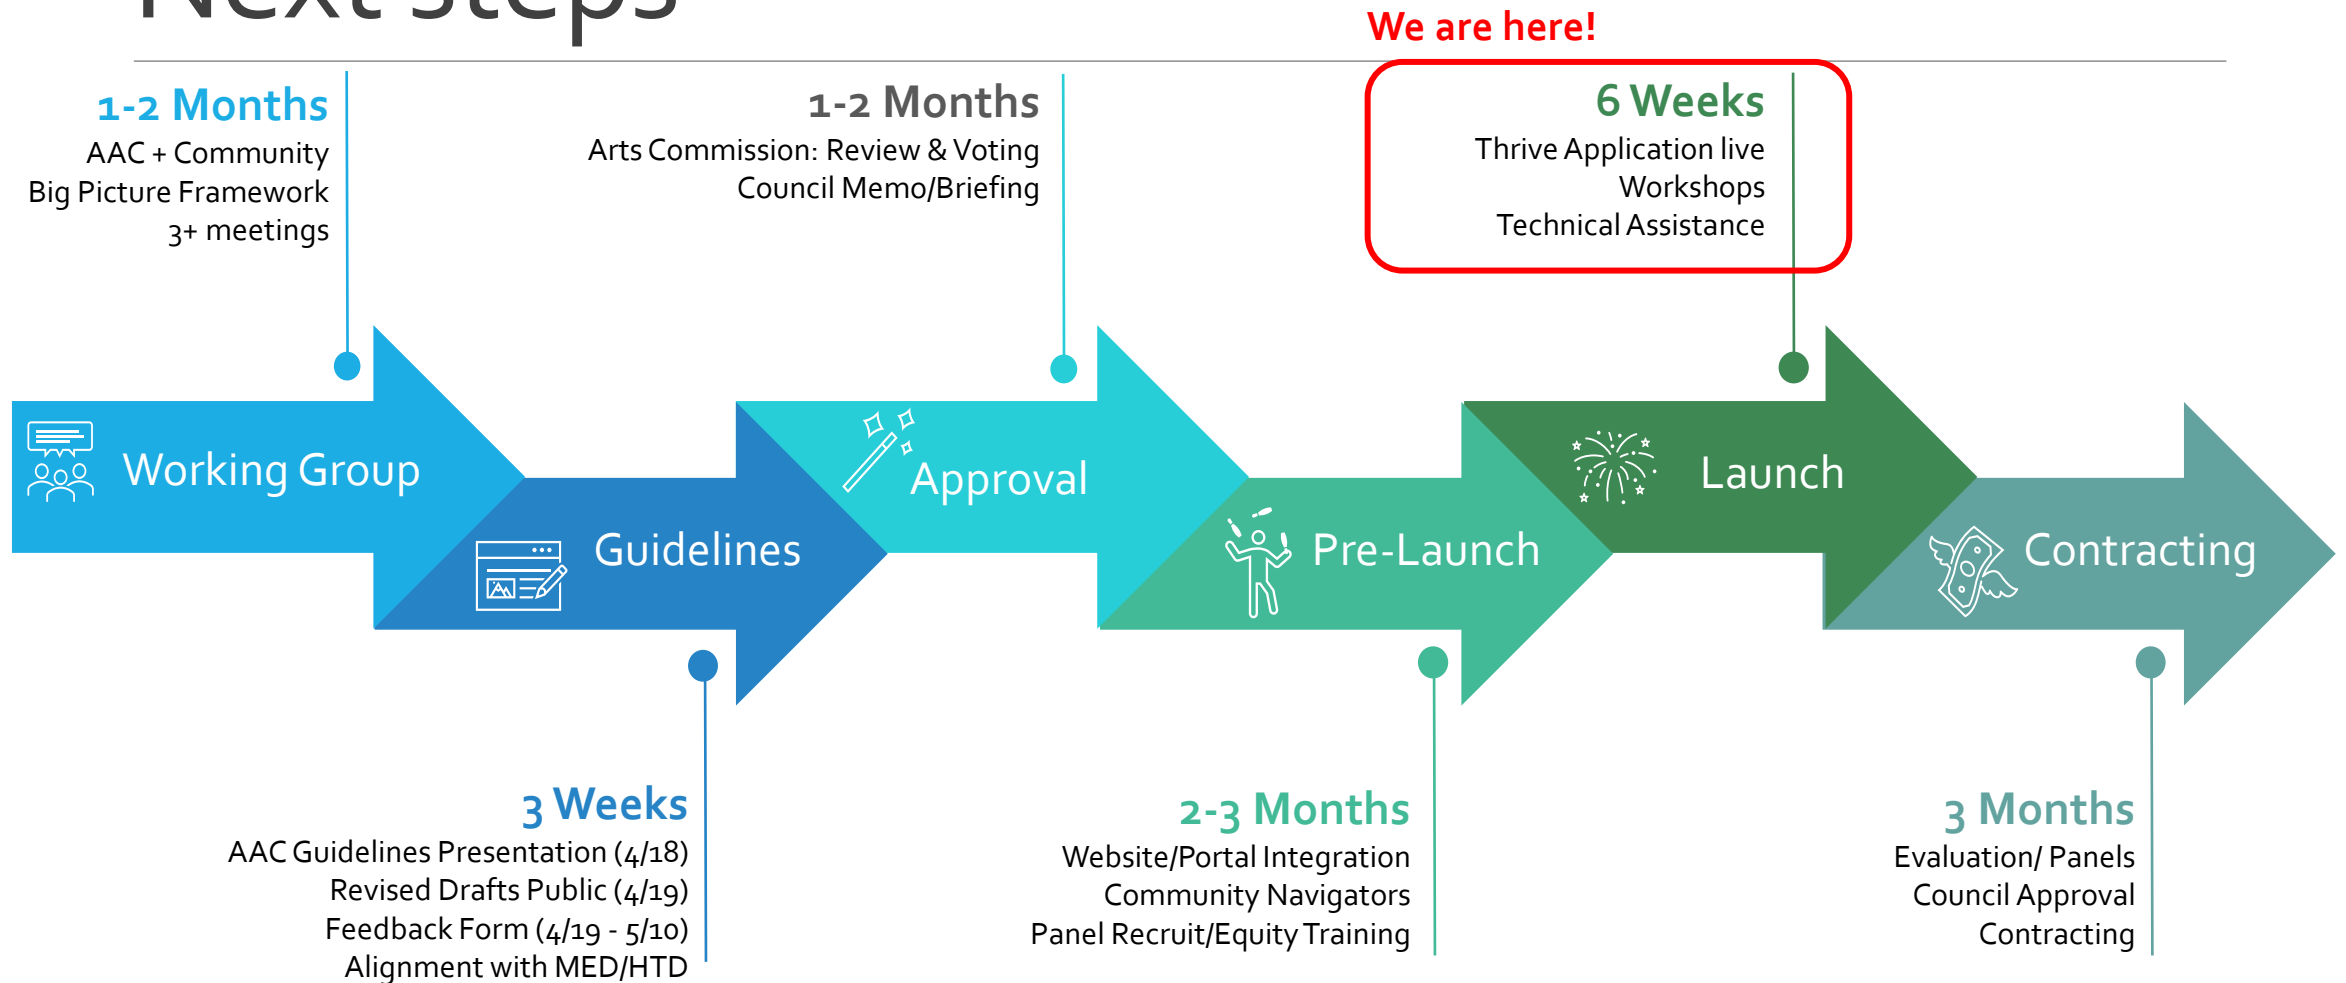 Next steps
We are here!
1-2 Months
AAC + Community
Big Picture Framework
3+ meetings
1-2 Months
Arts Commission: Review & Voting
Council Memo/Briefing
6 Weeks
Thrive Application live
Workshops
Technical Assistance
Working Group
Guidelines
Approval
Pre-Launch
Launch
Contracting
3 Weeks
AAC Guidelines Presentation (4/18)
Revised Drafts Public (4/19)
Feedback Form (4/19 - 5/10)
Alignment with MED/HTD
2-3 Months
Website/Portal Integration
Community Navigators
Panel Recruit/Equity Training
3 Months
Evaluation/ Panels
Council Approval
Contracting